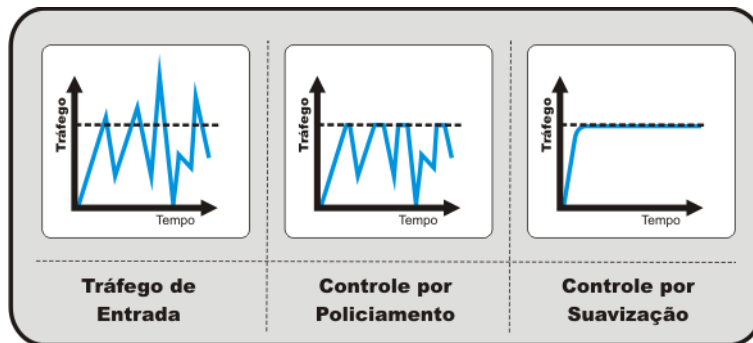 Tráfego
Tempo
Tráfego
Tempo
Tráfego
Tempo
Tráfego de
Entrada
Controle por
Policiamento
Controle por
Suavização